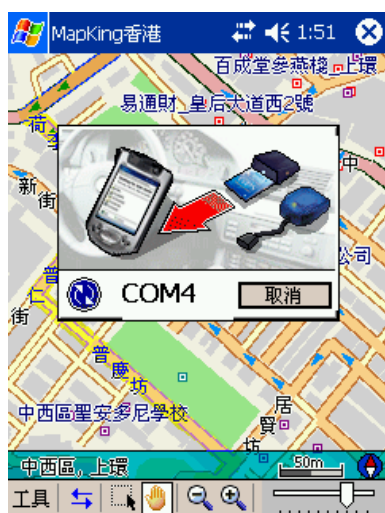 MapKing香港
1:51
百成堂參燕棧_上環
易通財_皇后大道西2號
荷
李
中
新
街
公司
普
仁
街
COM4
取消
普
慶
坊
中西區聖安多尼學校
居
賢
坊
中西區, 上環
50m
工具